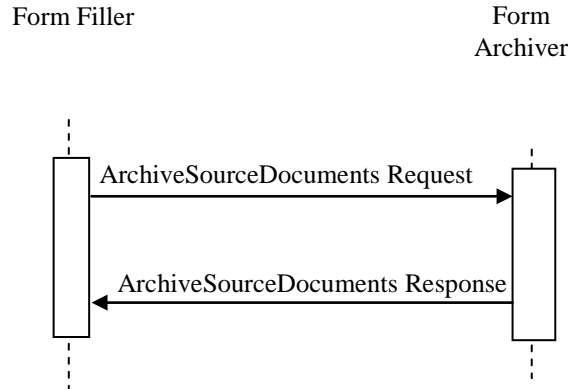 Form Filler
Form
Archiver
ArchiveSourceDocuments Request
ArchiveSourceDocuments Response